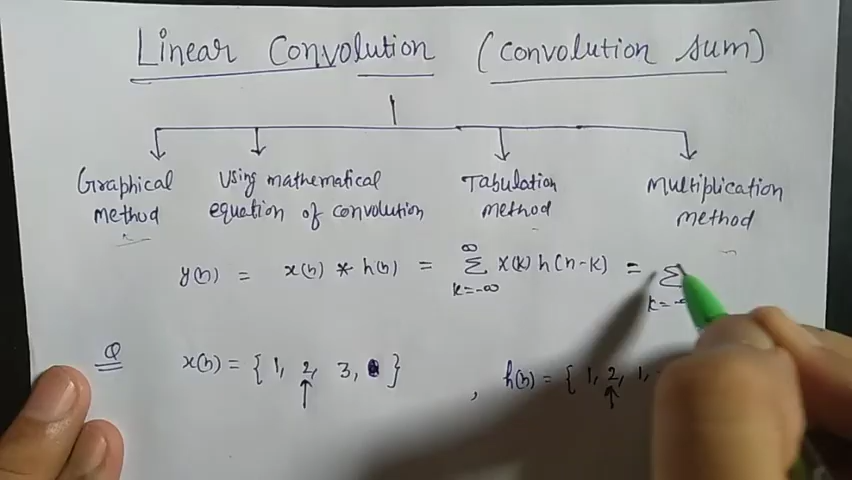 Linear Convolution (convolution sum)
Graphical method
Using mathematical equation of convolution
Tabulation method
Multiplication method
y(n) = x(n) * h(n) = ∞ Σ k=-∞ x(k) h(n-k) = Σ k=-
Q x(n) = { 1, 2, 3, } , h(n) = { 1, 2, 1,
↑ ↑